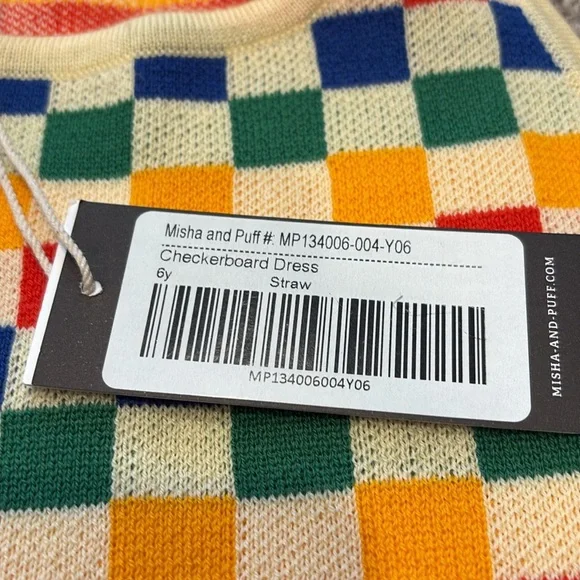 Misha and Puff #: MP134006-004-Y06
Checkerboard Dress
6y Straw
MP134006004Y06
MISHA-AND-PUFF.COM